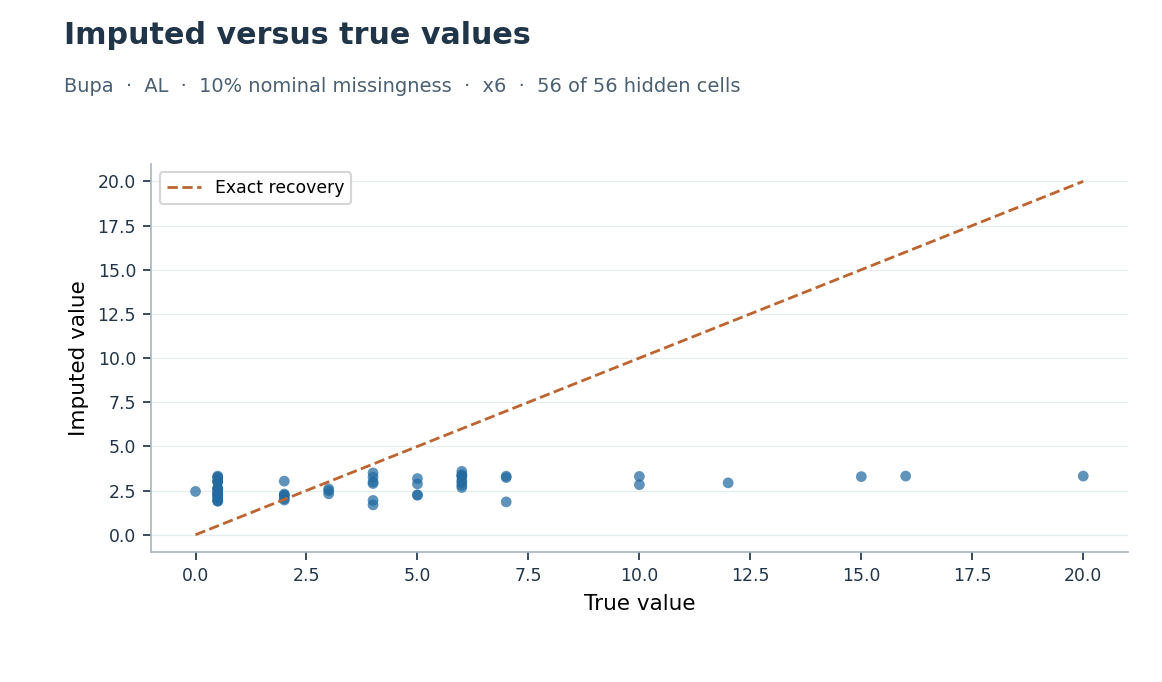 Imputed versus true values
Bupa · AL · 10% nominal missingness · x6 · 56 of 56 hidden cells
Exact recovery
Imputed value
20.0
17.5
15.0
12.5
10.0
7.5
5.0
2.5
0.0
0.0 2.5 5.0 7.5 10.0 12.5 15.0 17.5 20.0
True value